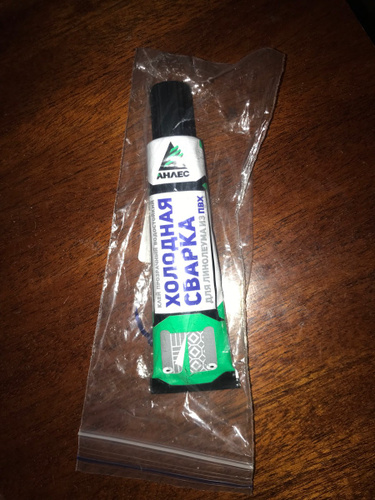 АНЛЕС
ХОЛОДНАЯ
СВАРКА
ДЛЯ ЛИНОЛЕУМА ИЗ ПВХ